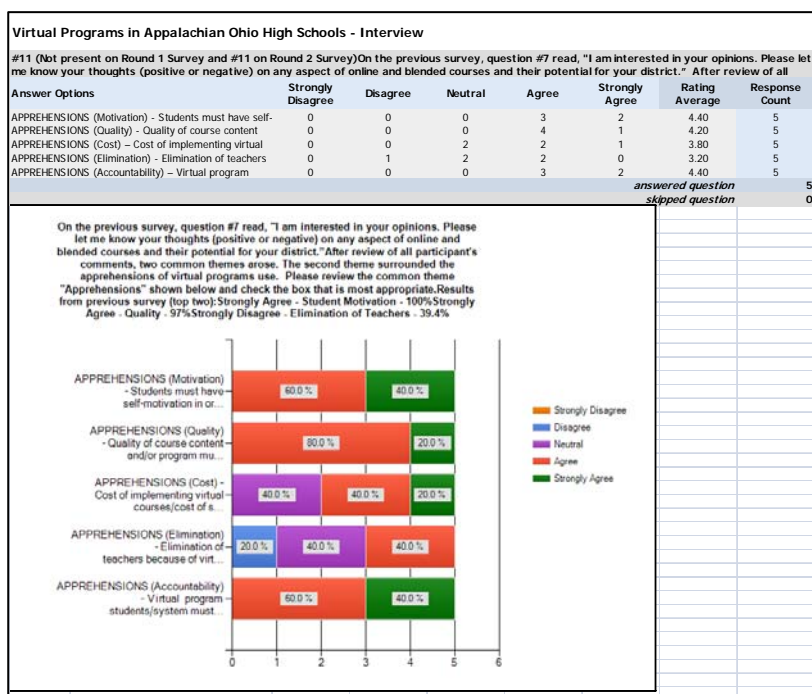 Virtual Programs in Appalachian Ohio High Schools - Interview
#11 (Not present on Round 1 Survey and #11 on Round 2 Survey)On the previous survey, question #7 read, "I am interested in your opinions. Please let
me know your thoughts (positive or negative) on any aspect of online and blended courses and their potential for your district." After review of all
Answer Options Strongly Disagree Disagree Neutral Agree Strongly Agree Rating Average Response Count
APPREHENSIONS (Motivation) - Students must have self- 0 0 0 3 2 4.40 5
APPREHENSIONS (Quality) - Quality of course content 0 0 0 4 1 4.20 5
APPREHENSIONS (Cost) – Cost of implementing virtual 0 0 2 2 1 3.80 5
APPREHENSIONS (Elimination) - Elimination of teachers 0 1 2 2 0 3.20 5
APPREHENSIONS (Accountability) – Virtual program 0 0 0 3 2 4.40 5
answered question 5
skipped question 0
On the previous survey, question #7 read, "I am interested in your opinions. Please
let me know your thoughts (positive or negative) on any aspect of online and
blended courses and their potential for your district."After review of all participant's
comments, two common themes arose. The second theme surrounded the
apprehensions of virtual programs use. Please review the common theme
"Apprehensions" shown below and check the box that is most appropriate.Results
from previous survey (top two):Strongly Agree - Student Motivation - 100%Strongly
Agree - Quality - 97%Strongly Disagree - Elimination of Teachers - 39.4%
APPREHENSIONS (Motivation)
- Students must have
self-motivation in or...
60.0 % 40.0 %
APPREHENSIONS (Quality)
- Quality of course content
and/or program mu...
80.0 % 20.0 %
APPREHENSIONS (Cost) -
Cost of implementing virtual
courses/cost of s...
40.0 % 40.0 % 20.0 %
APPREHENSIONS (Elimination)
- Elimination of
teachers because of virt...
20.0 % 40.0 % 40.0 %
APPREHENSIONS (Accountability)
- Virtual program
students/system must...
60.0 % 40.0 %
Strongly Disagree
Disagree
Neutral
Agree
Strongly Agree
0 1 2 3 4 5 6